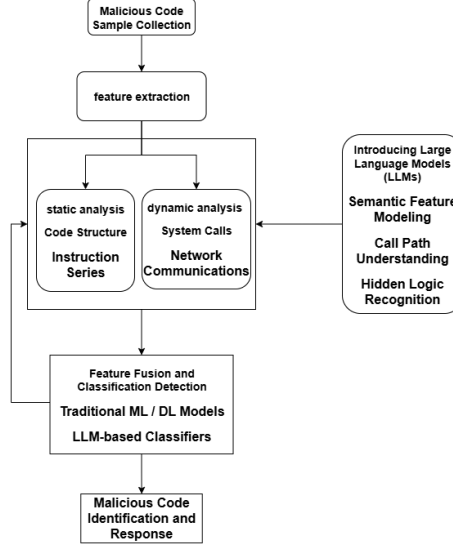 Malicious Code
Sample Collection
feature extraction
static analysis
Code Structure
Instruction
Series
dynamic analysis
System Calls
Network
Communications
Introducing Large
Language Models
(LLMs)
Semantic Feature
Modeling
Call Path
Understanding
Hidden Logic
Recognition
Feature Fusion and
Classification Detection
Traditional ML / DL Models
LLM-based Classifiers
Malicious Code
Identification and
Response